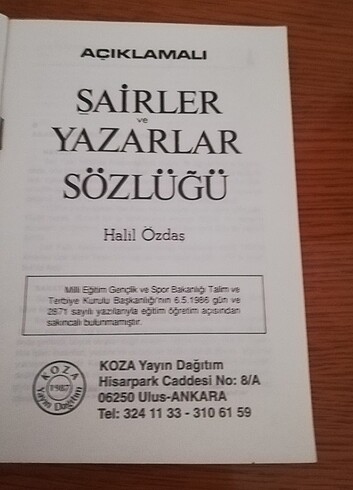 AÇIKLAMALI
ŞAİRLER
ve
YAZARLAR
SÖZLÜĞÜ
Halil Özdaş
Milli Eğitim Gençlik ve Spor Bakanlığı Talim ve
Terbiye Kurulu Başkanlığı'nın 6.5.1986 gün ve
2871 sayılı yazılarıyla eğitim öğretim açısından
sakıncalı bulunmamıştır.
KOZA
1987
Yayın Dağıtım
KOZA Yayın Dağıtım
Hisarpark Caddesi No: 8/A
06250 Ulus-ANKARA
Tel: 324 11 33 - 310 61 59